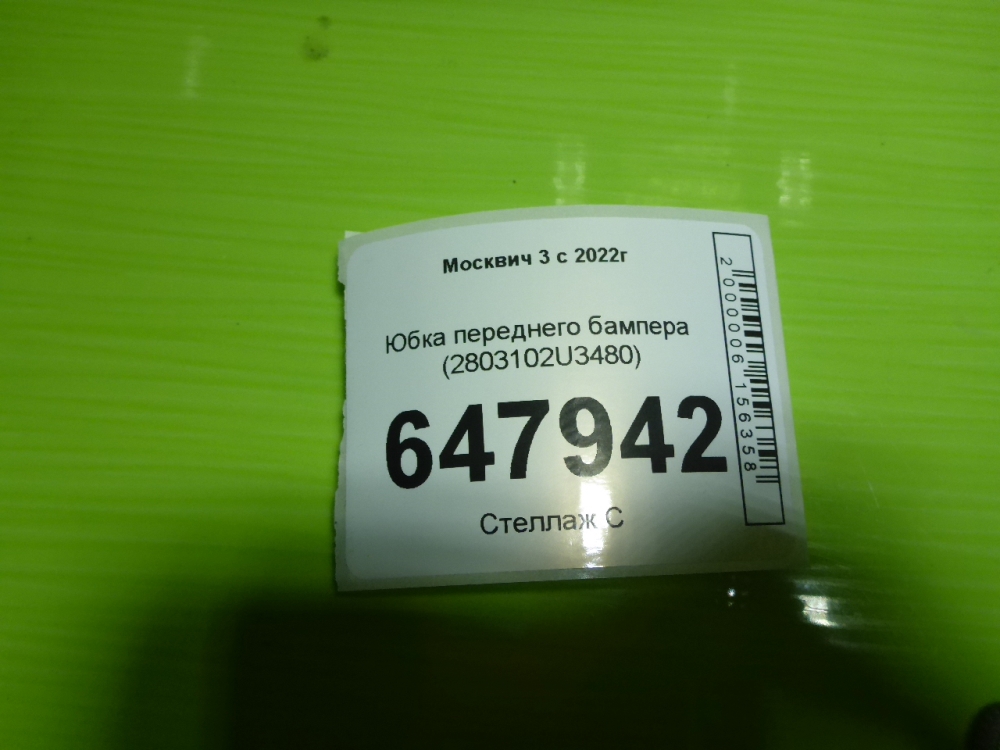 Москвич 3 с 2022г
Юбка переднего бампера
(2803102U3480)
647942
Стеллаж С
2000006156358